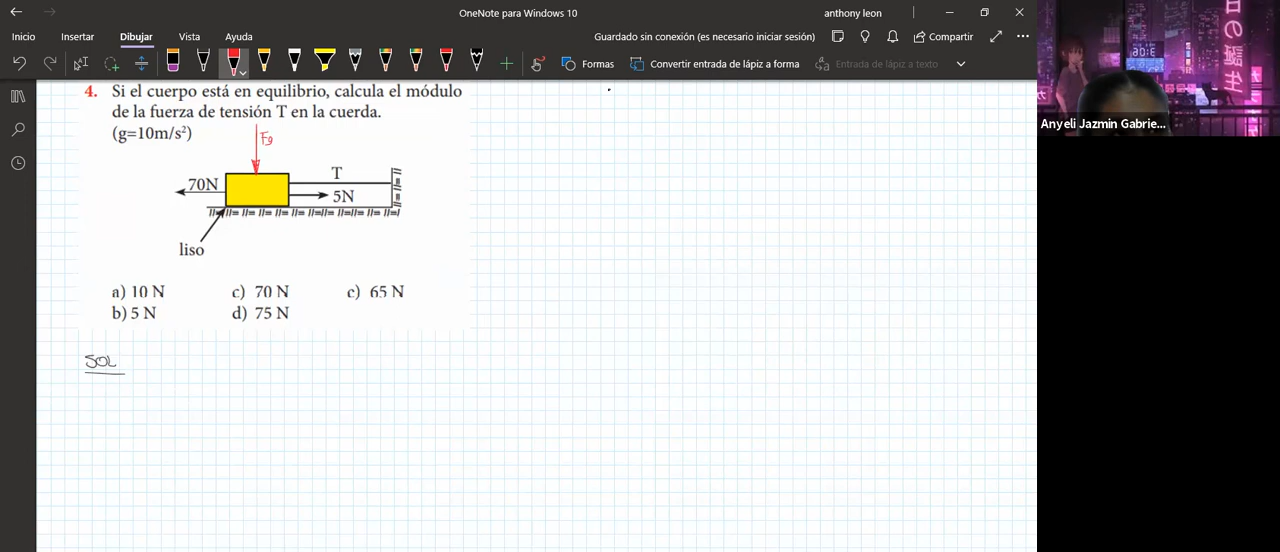 OneNote para Windows 10
anthony leon
Inicio Insertar Dibujar Vista Ayuda
Guardado sin conexión (es necesario iniciar sesión)
Compartir
Formas
Convertir entrada de lápiz a forma
Entrada de lápiz a texto
4. Si el cuerpo está en equilibrio, calcula el módulo
de la fuerza de tensión T en la cuerda.
(g=10m/s²)
Fg
T
70N
5N
liso
a) 10 N c) 70 N e) 65 N
b) 5 N d) 75 N
SOL
Anyeli Jazmin Gabrie...
の誕生